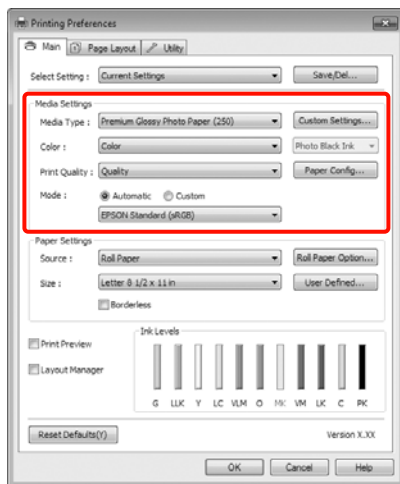 Printing Preferences
Main Page Layout Utility
Select Setting : Current Settings Save/Del...
Media Settings
Media Type : Premium Glossy Photo Paper (250) Custom Settings...
Color : Color Photo Black Ink
Print Quality : Quality Paper Config...
Mode : Automatic Custom
EPSON Standard (sRGB)
Paper Settings
Source : Roll Paper Roll Paper Option...
Size : Letter 8 1/2 x 11 in User Defined...
Borderless
Ink Levels
Print Preview
Layout Manager
G LLK Y LC VLM O MK VM LK C PK
Reset Defaults(Y) Version X.XX
OK Cancel Help